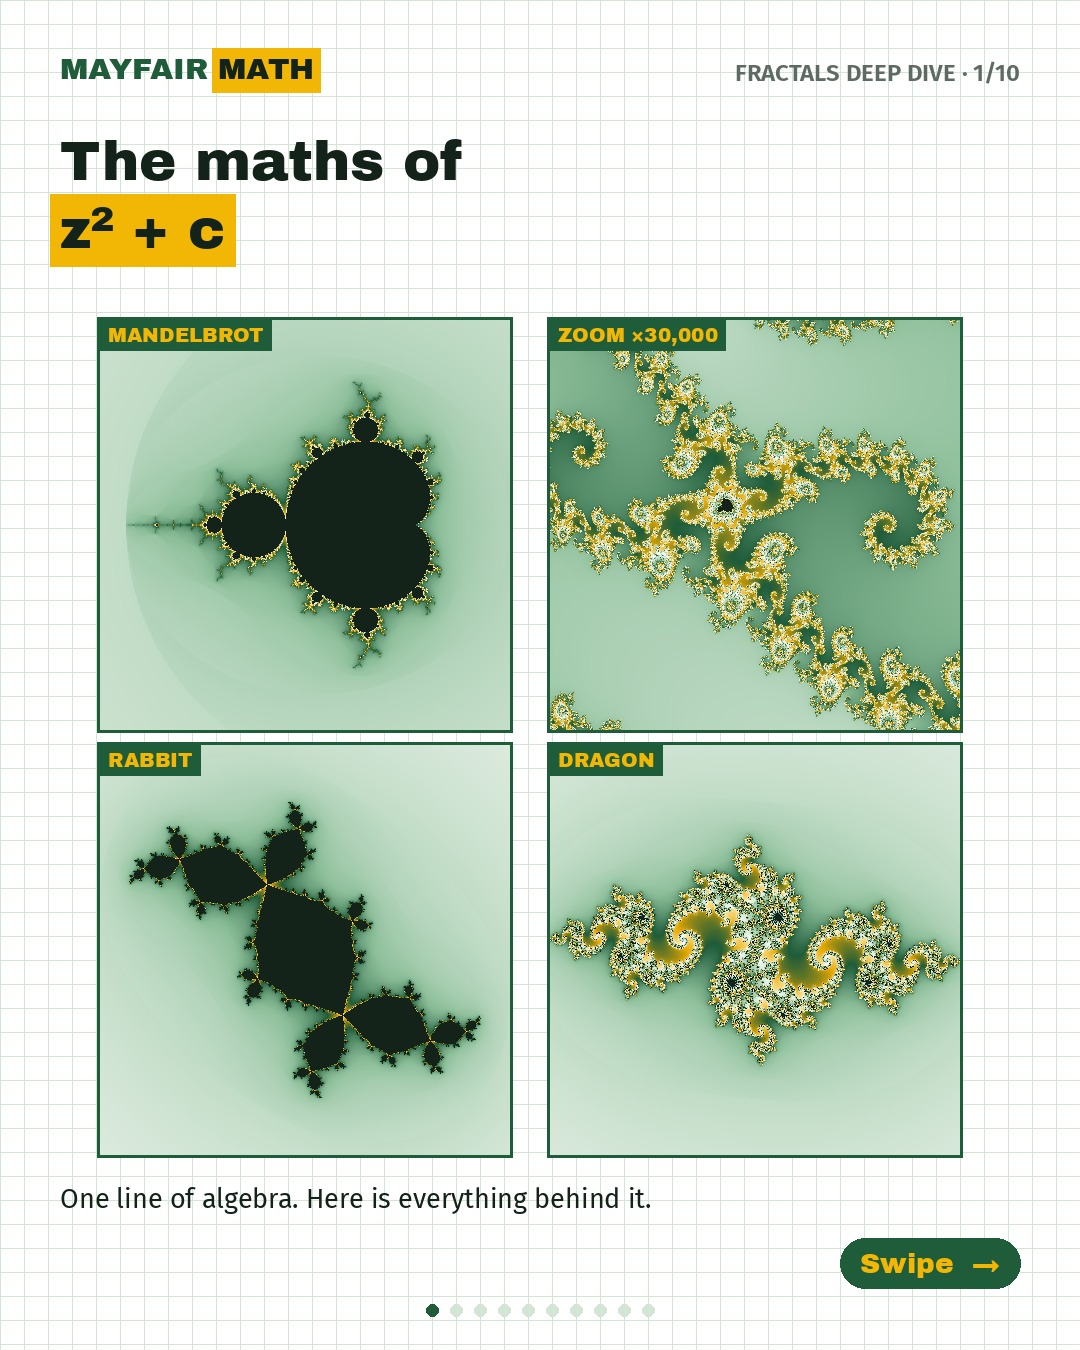 MAYFAIR MATH
FRACTALS DEEP DIVE · 1/10
The maths of
z² + c
MANDELBROT
ZOOM ×30,000
RABBIT
DRAGON
One line of algebra. Here is everything behind it.
Swipe →